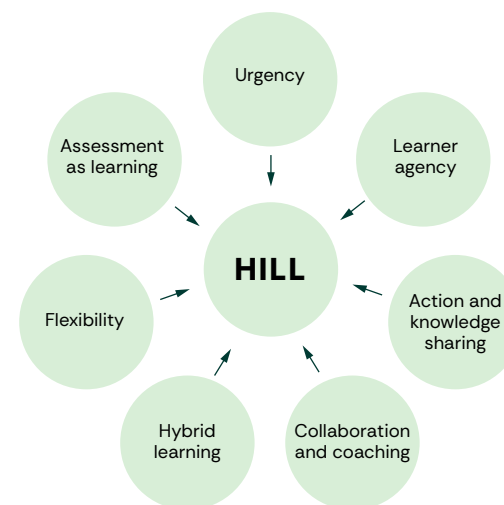 Urgency
Assessment
as learning
Learner
agency
HILL
Flexibility
Action and
knowledge
sharing
Hybrid
learning
Collaboration
and coaching